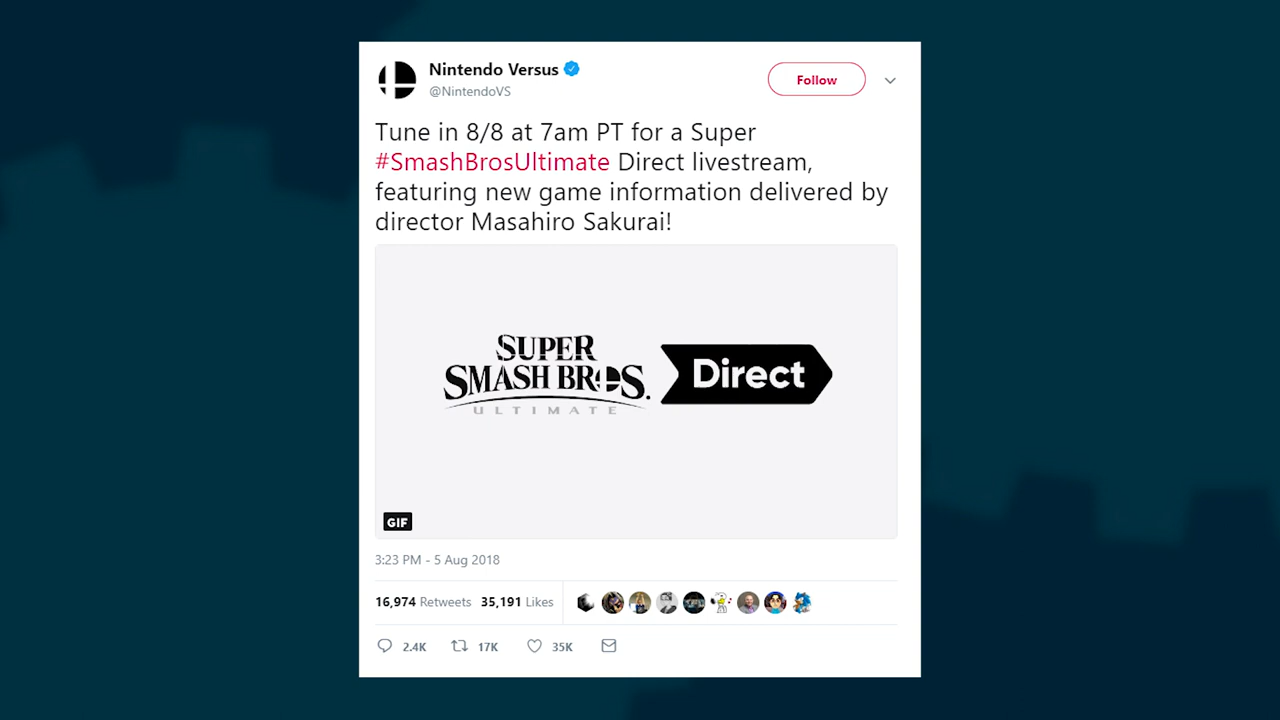 Nintendo Versus
@NintendoVS
Follow
Tune in 8/8 at 7am PT for a Super
#SmashBrosUltimate Direct livestream,
featuring new game information delivered by
director Masahiro Sakurai!
SUPER
SMASH BROS.
ULTIMATE
Direct
GIF
3:23 PM - 5 Aug 2018
16,974 Retweets 35,191 Likes
2.4K 17K 35K